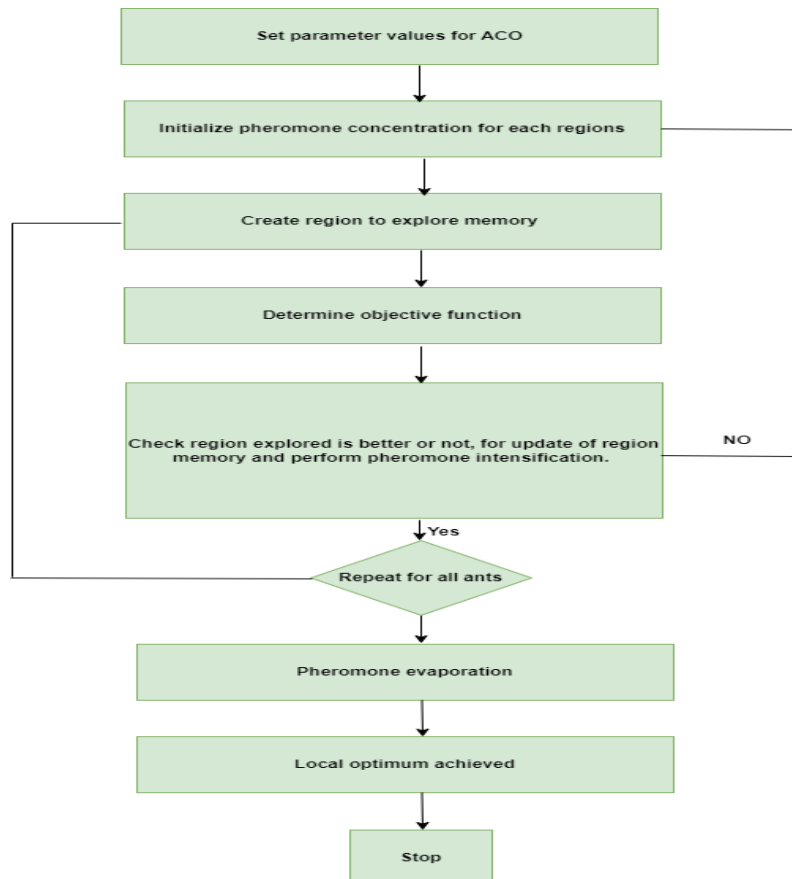 Set parameter values for ACO
Initialize pheromone concentration for each regions
Create region to explore memory
Determine objective function
Check region explored is better or not, for update of region
memory and perform pheromone intensification.
NO
Yes
Repeat for all ants
Pheromone evaporation
Local optimum achieved
Stop